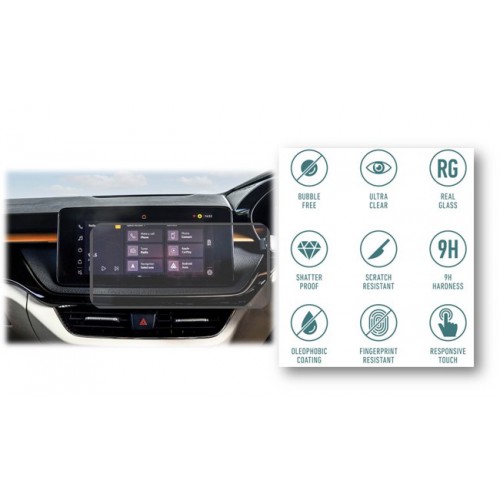 BUBBLE
FREE
ULTRA
CLEAR
RG
REAL
GLASS
SHATTER
PROOF
SCRATCH
RESISTANT
9H
9H
HARDNESS
OLEOPHOBIC
COATING
FINGERPRINT
RESISTANT
RESPONSIVE
TOUCH